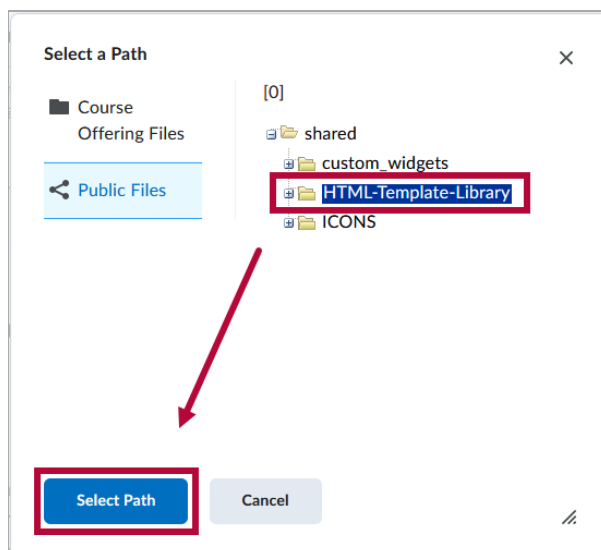 Select a Path
Course
Offering Files
Public Files
[0]
shared
custom_widgets
HTML-Template-Library
ICONS
Select Path
Cancel